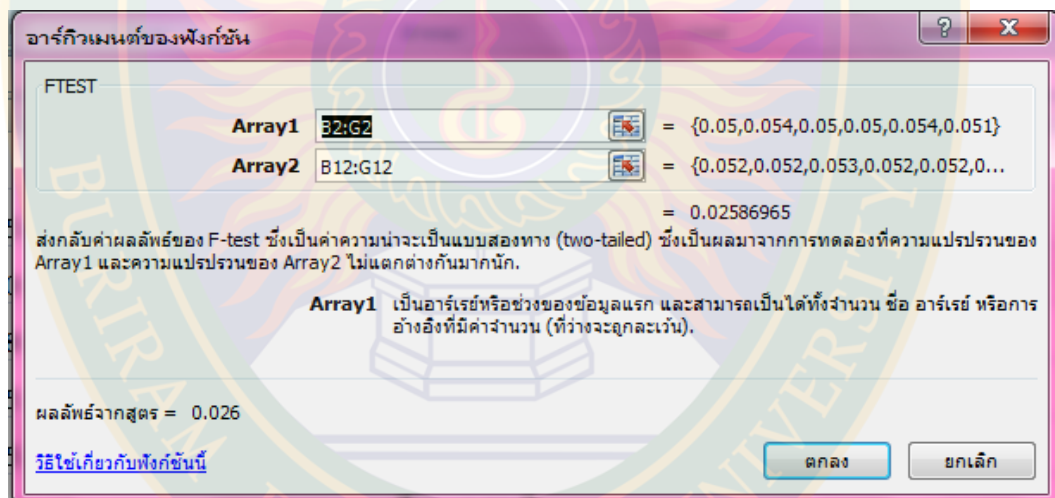 อาร์กิวเมนต์ของฟังก์ชัน
FTEST
Array1 B2:G2 = {0.05,0.054,0.05,0.05,0.054,0.051}
Array2 B12:G12 = {0.052,0.052,0.053,0.052,0.052,0...
= 0.02586965
ส่งกลับค่าผลลัพธ์ของ F-test ซึ่งเป็นค่าความน่าจะเป็นแบบสองทาง (two-tailed) ซึ่งเป็นผลมาจากการทดลองที่ความแปรปรวนของ
Array1 และความแปรปรวนของ Array2 ไม่แตกต่างกันมากนัก.
Array1 เป็นอาร์เรย์หรือช่วงของข้อมูลแรก และสามารถเป็นได้ทั้งจำนวน ชื่อ อาร์เรย์ หรือการ
อ้างอิงที่มีค่าจำนวน (ที่ว่างจะถูกละเว้น).
ผลลัพธ์จากสูตร = 0.026
วิธีใช้เกี่ยวกับฟังก์ชันนี้
ตกลง ยกเลิก
BURIRAM UNIVERSITY